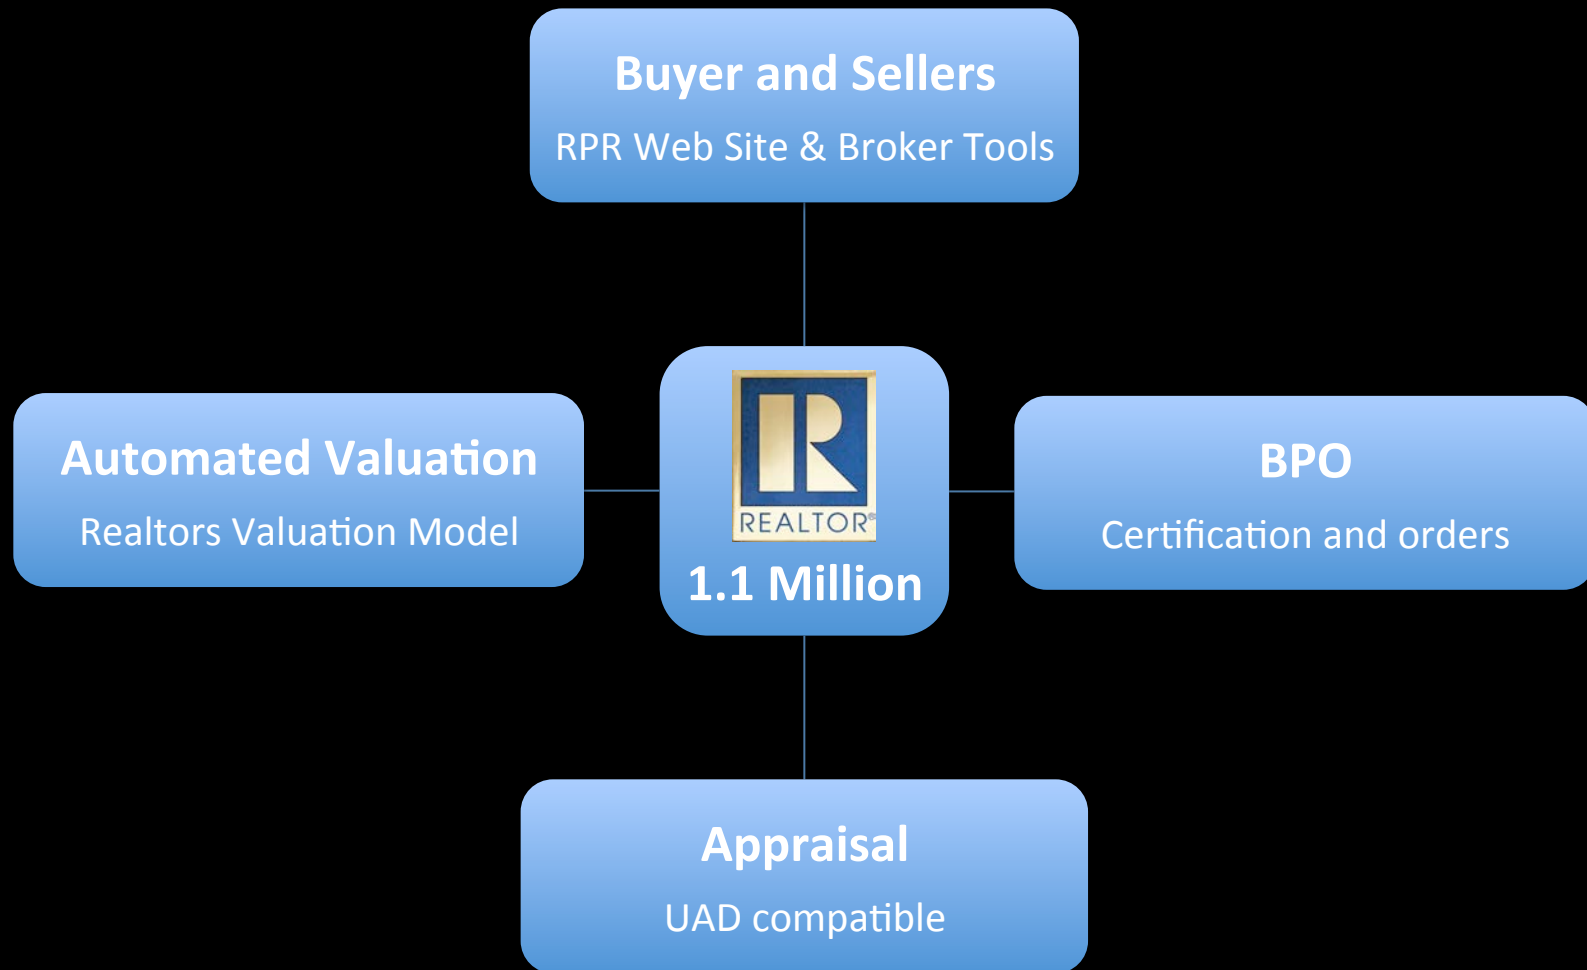 Buyer and Sellers
RPR Web Site & Broker Tools
Automated Valuation
Realtors Valuation Model
R
REALTOR®
1.1 Million
BPO
Certification and orders
Appraisal
UAD compatible